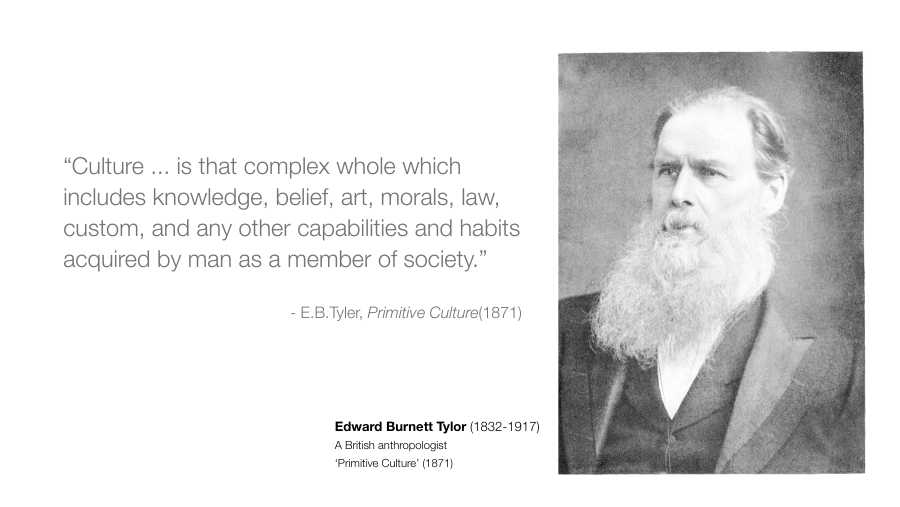 “Culture ... is that complex whole which
includes knowledge, belief, art, morals, law,
custom, and any other capabilities and habits
acquired by man as a member of society.”
- E.B.Tyler, Primitive Culture(1871)
Edward Burnett Tylor (1832-1917)
A British anthropologist
‘Primitive Culture’ (1871)